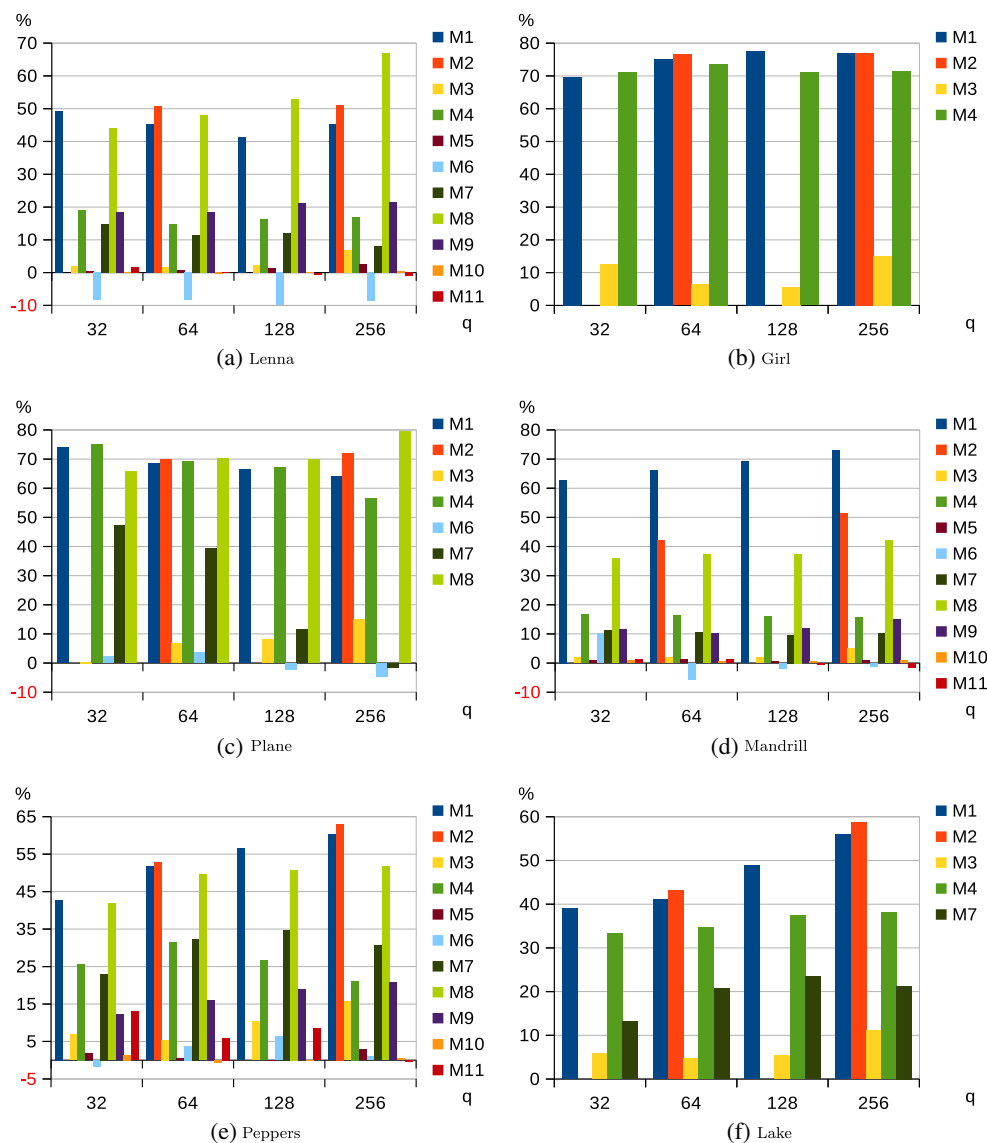 %
70
60
50
40
30
20
10
0
-10
32 64 128 256
q
M1
M2
M3
M4
M5
M6
M7
M8
M9
M10
M11
(a) Lenna
%
80
70
60
50
40
30
20
10
0
32 64 128 256
q
M1
M2
M3
M4
(b) Girl
%
80
70
60
50
40
30
20
10
0
-10
32 64 128 256
q
M1
M2
M3
M4
M6
M7
M8
(c) Plane
%
80
70
60
50
40
30
20
10
0
-10
32 64 128 256
q
M1
M2
M3
M4
M5
M6
M7
M8
M9
M10
M11
(d) Mandrill
%
65
55
45
35
25
15
5
-5
32 64 128 256
q
M1
M2
M3
M4
M5
M6
M7
M8
M9
M10
M11
(e) Peppers
%
60
50
40
30
20
10
0
32 64 128 256
q
M1
M2
M3
M4
M7
(f) Lake